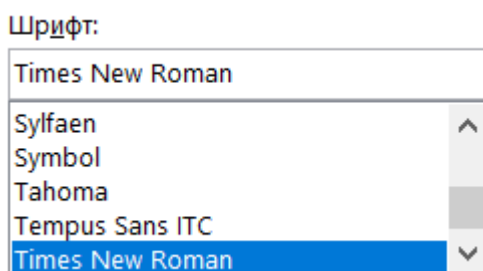 Шрифт:
Times New Roman
Sylfaen
Symbol
Tahoma
Tempus Sans ITC
Times New Roman